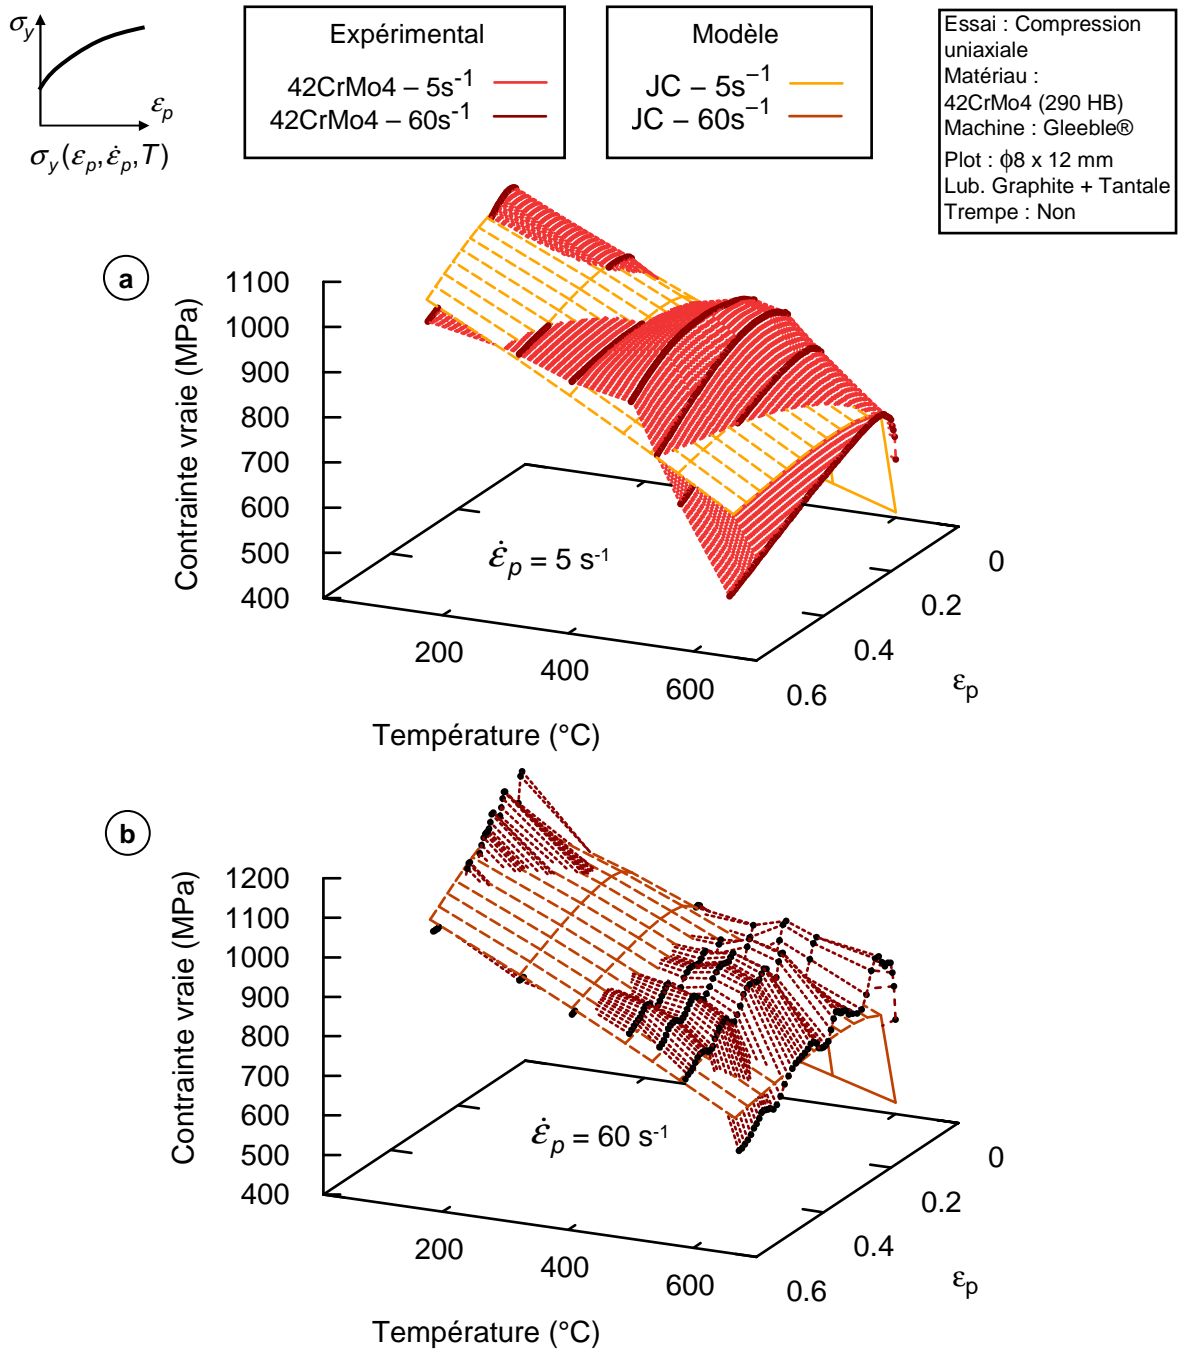 σy
εp
σy(εp, ε̇p, T)
Expérimental
42CrMo4 – 5s⁻¹
42CrMo4 – 60s⁻¹
Modèle
JC – 5s⁻¹
JC – 60s⁻¹
Essai : Compression
uniaxiale
Matériau :
42CrMo4 (290 HB)
Machine : Gleeble®
Plot : ϕ8 x 12 mm
Lub. Graphite + Tantale
Trempe : Non
a
Contrainte vraie (MPa)
1100
1000
900
800
700
600
500
400
ε̇p = 5 s⁻¹
200
400
600
Température (°C)
0
0.2
0.4
0.6
εp
b
Contrainte vraie (MPa)
1200
1100
1000
900
800
700
600
500
400
ε̇p = 60 s⁻¹
200
400
600
Température (°C)
0
0.2
0.4
0.6
εp